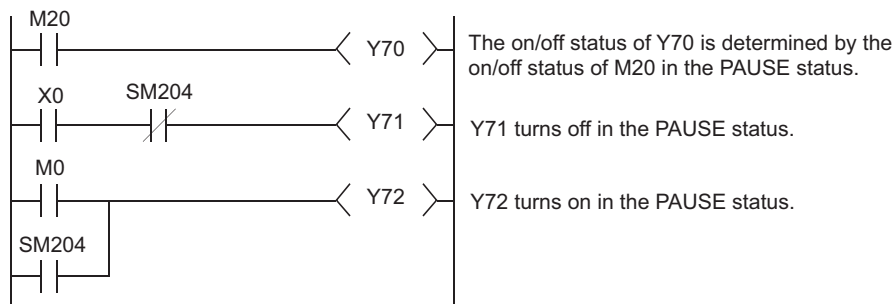 M20
Y70
The on/off status of Y70 is determined by the
on/off status of M20 in the PAUSE status.
X0
SM204
Y71
Y71 turns off in the PAUSE status.
M0
Y72
Y72 turns on in the PAUSE status.
SM204